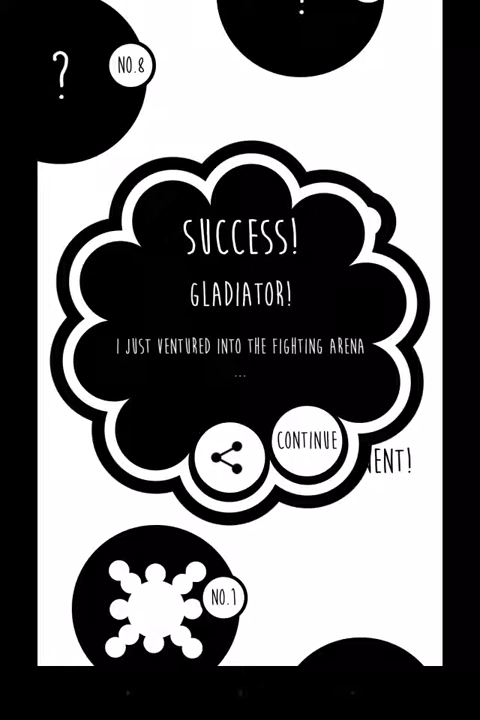 ?
NO.8
SUCCESS!
GLADIATOR!
I JUST VENTURED INTO THE FIGHTING ARENA
...
CONTINUE
ENT!
NO.1